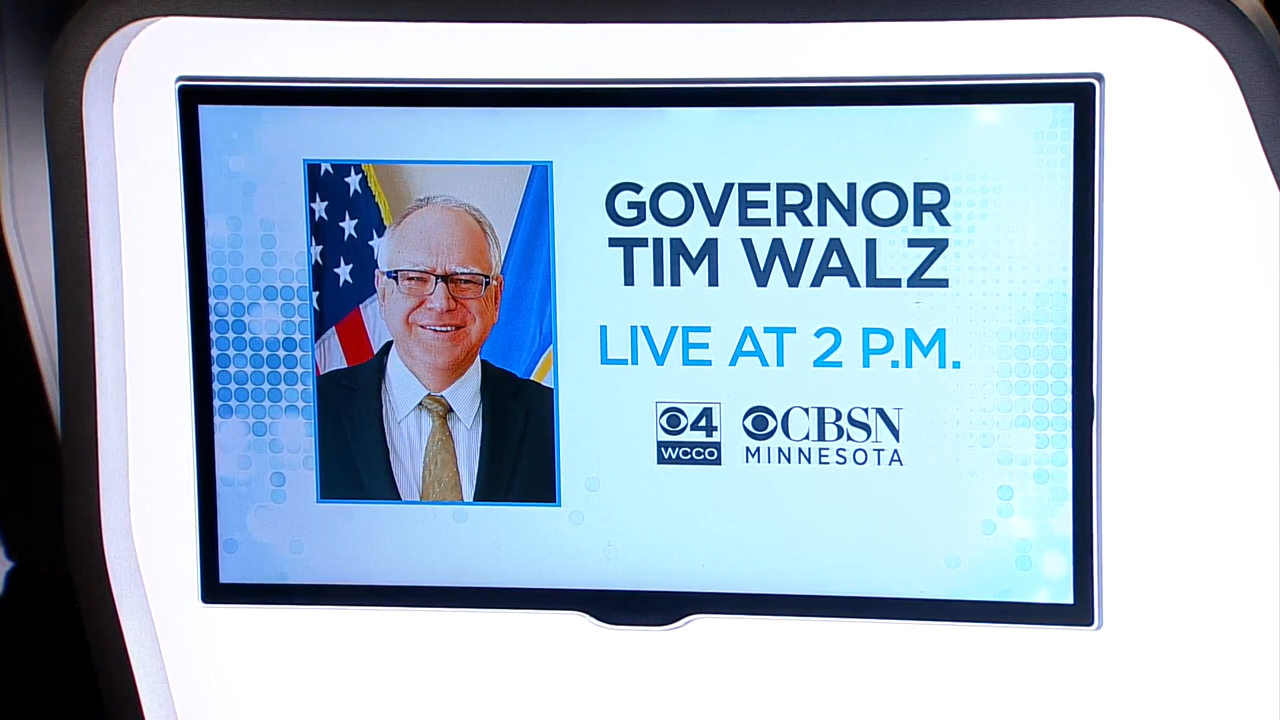 GOVERNOR
TIM WALZ
LIVE AT 2 P.M.
4 CBSN
WCCO MINNESOTA